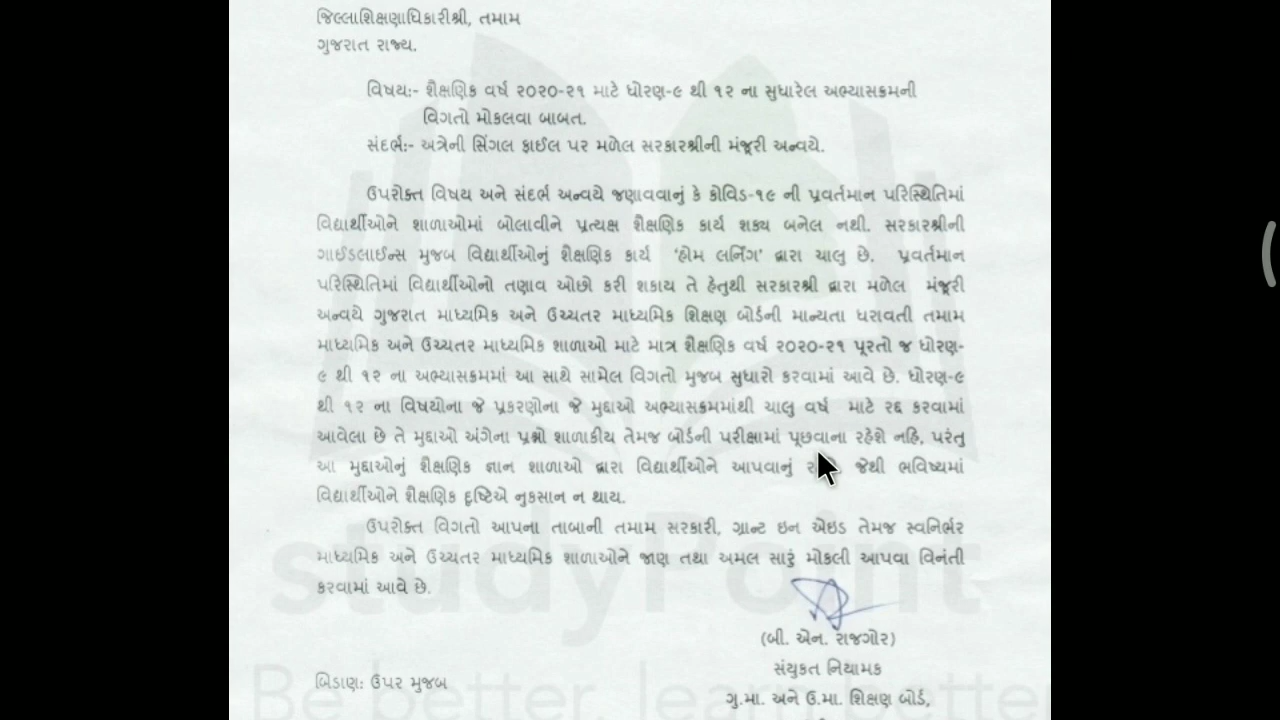 જિલ્લાશિક્ષણાધિકારીશ્રી, તમામ
ગુજરાત રાજ્ય.
વિષયઃ- શૈક્ષણિક વર્ષ ૨૦૨૦-૨૧ માટે ધોરણ-૯ થી ૧૨ ના સુધારેલ અભ્યાસક્રમની
વિગતો મોકલવા બાબત.
સંદર્ભઃ- અત્રેની સિંગલ ફાઈલ પર મળેલ સરકારશ્રીની મંજૂરી અન્વયે.
ઉપરોક્ત વિષય અને સંદર્ભ અન્વયે જણાવવાનું કે કોવિડ-૧૯ ની પ્રવર્તમાન પરિસ્થિતિમાં
વિદ્યાર્થીઓને શાળાઓમાં બોલાવીને પ્રત્યક્ષ શૈક્ષણિક કાર્ય શક્ય બનેલ નથી. સરકારશ્રીની
ગાઈડલાઈન્સ મુજબ વિદ્યાર્થીઓનું શૈક્ષણિક કાર્ય ‘હોમ લર્નિંગ’ દ્વારા ચાલુ છે. પ્રવર્તમાન
પરિસ્થિતિમાં વિદ્યાર્થીઓનો તણાવ ઓછો કરી શકાય તે હેતુથી સરકારશ્રી દ્વારા મળેલ મંજૂરી
અન્વયે ગુજરાત માધ્યમિક અને ઉચ્ચતર માધ્યમિક શિક્ષણ બોર્ડની માન્યતા ધરાવતી તમામ
માધ્યમિક અને ઉચ્ચતર માધ્યમિક શાળાઓ માટે માત્ર શૈક્ષણિક વર્ષ ૨૦૨૦-૨૧ પૂરતો જ ધોરણ-
૯ થી ૧૨ ના અભ્યાસક્રમમાં આ સાથે સામેલ વિગતો મુજબ સુધારો કરવામાં આવે છે. ધોરણ-૯
થી ૧૨ ના વિષયોના જે પ્રકરણોના જે મુદ્દાઓ અભ્યાસક્રમમાંથી ચાલુ વર્ષ માટે રદ્દ કરવામાં
આવેલા છે તે મુદ્દાઓ અંગેના પ્રશ્નો શાળાકીય તેમજ બોર્ડની પરીક્ષામાં પૂછવાના રહેશે નહિ, પરંતુ
આ મુદ્દાઓનું શૈક્ષણિક જ્ઞાન શાળાઓ દ્વારા વિદ્યાર્થીઓને આપવાનું જેથી ભવિષ્યમાં
વિદ્યાર્થીઓને શૈક્ષણિક દૃષ્ટિએ નુકસાન ન થાય.
ઉપરોક્ત વિગતો આપના તાબાની તમામ સરકારી, ગ્રાન્ટ ઇન એઇડ તેમજ સ્વનિર્ભર
માધ્યમિક અને ઉચ્ચતર માધ્યમિક શાળાઓને જાણ તથા અમલ સારું મોકલી આપવા વિનંતી
કરવામાં આવે છે.
studyPoint
(બી. એન. રાજગોર)
સંયુકત નિયામક
બિડાણ: ઉપર મુજબ
ગુ.મા. અને ઉ.મા. શિક્ષણ બોર્ડ,
Be better, learn better